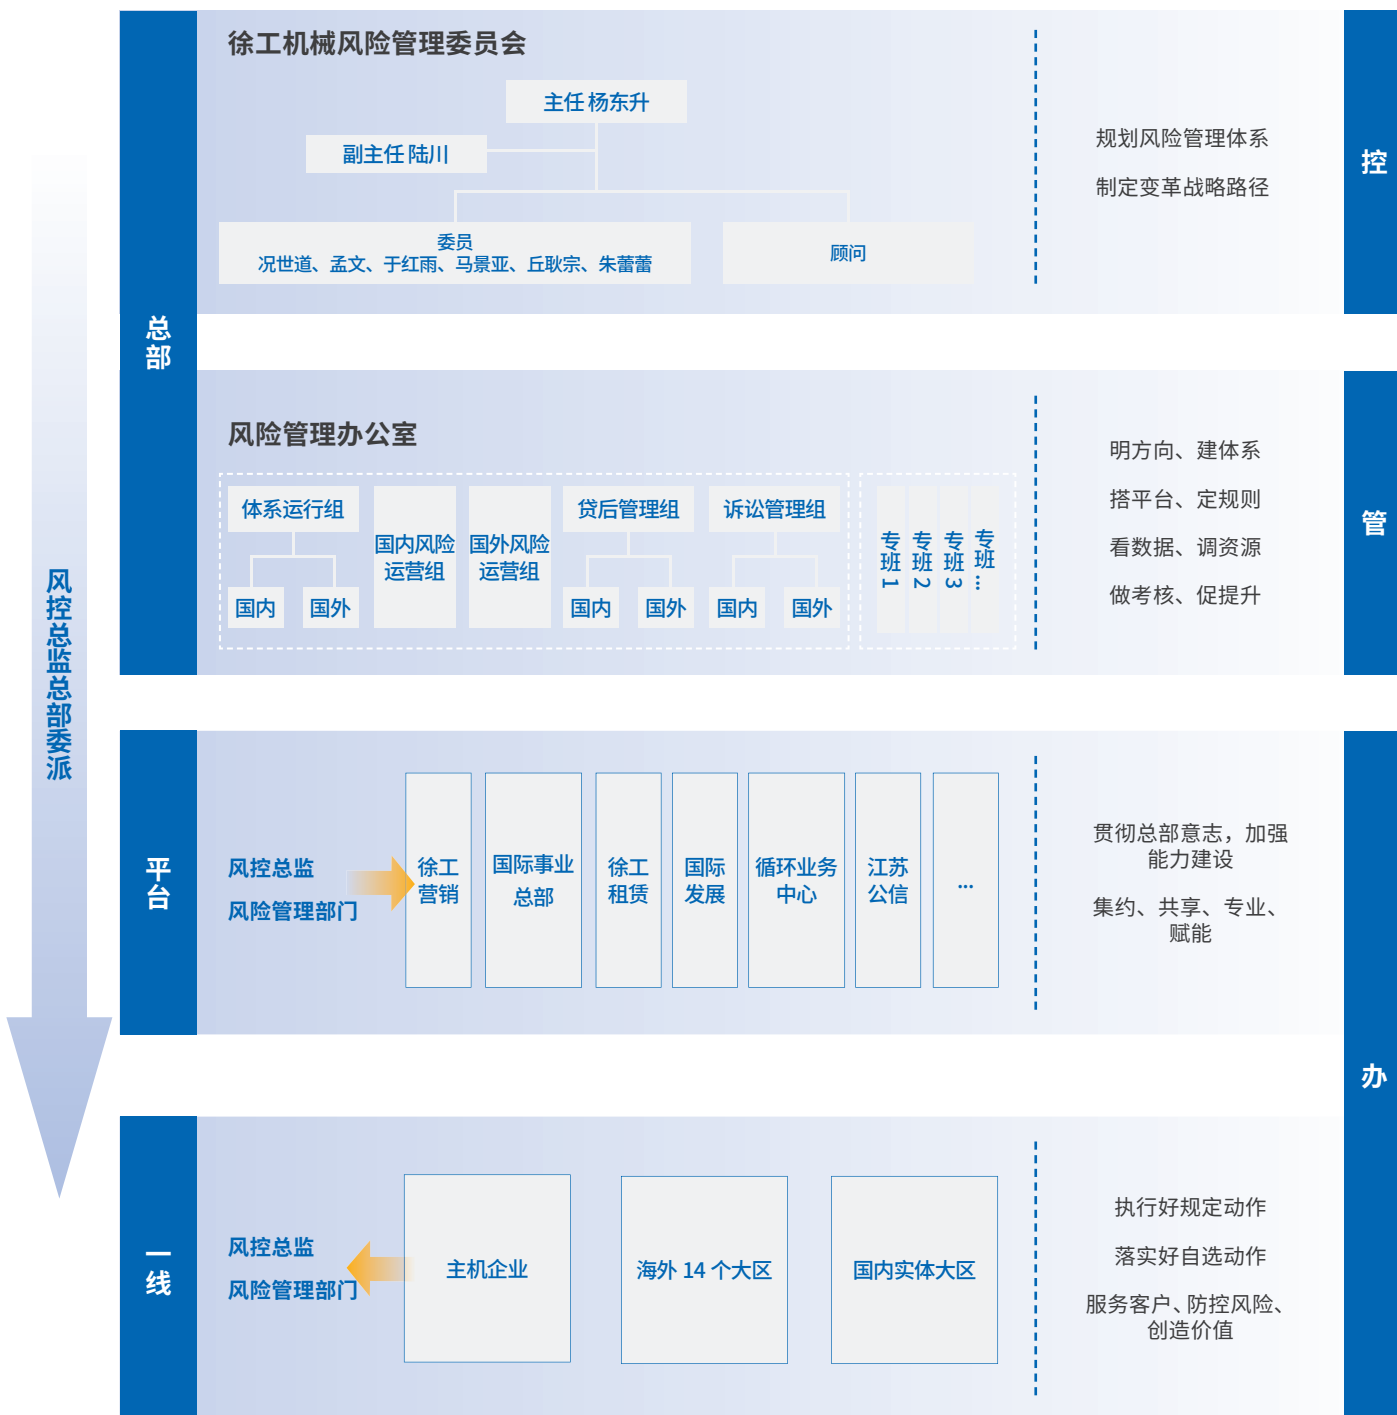 风控总监总部委派
总部
徐工机械风险管理委员会
主任 杨东升
副主任 陆川
委员
况世道、孟文、于红雨、马景亚、丘耿宗、朱蕾蕾
顾问
规划风险管理体系
制定变革战略路径
控
风险管理办公室
体系运行组
国内
国外
国内风险
运营组
国外风险
运营组
贷后管理组
国内
国外
诉讼管理组
国内
国外
专班 1
专班 2
专班 3
专班...
明方向、建体系
搭平台、定规则
看数据、调资源
做考核、促提升
管
平台
风控总监
风险管理部门
徐工
营销
国际事业
总部
徐工
租赁
国际
发展
循环业务
中心
江苏
公信
...
贯彻总部意志，加强
能力建设
集约、共享、专业、
赋能
办
一线
风控总监
风险管理部门
主机企业
海外 14 个大区
国内实体大区
执行好规定动作
落实好自选动作
服务客户、防控风险、
创造价值